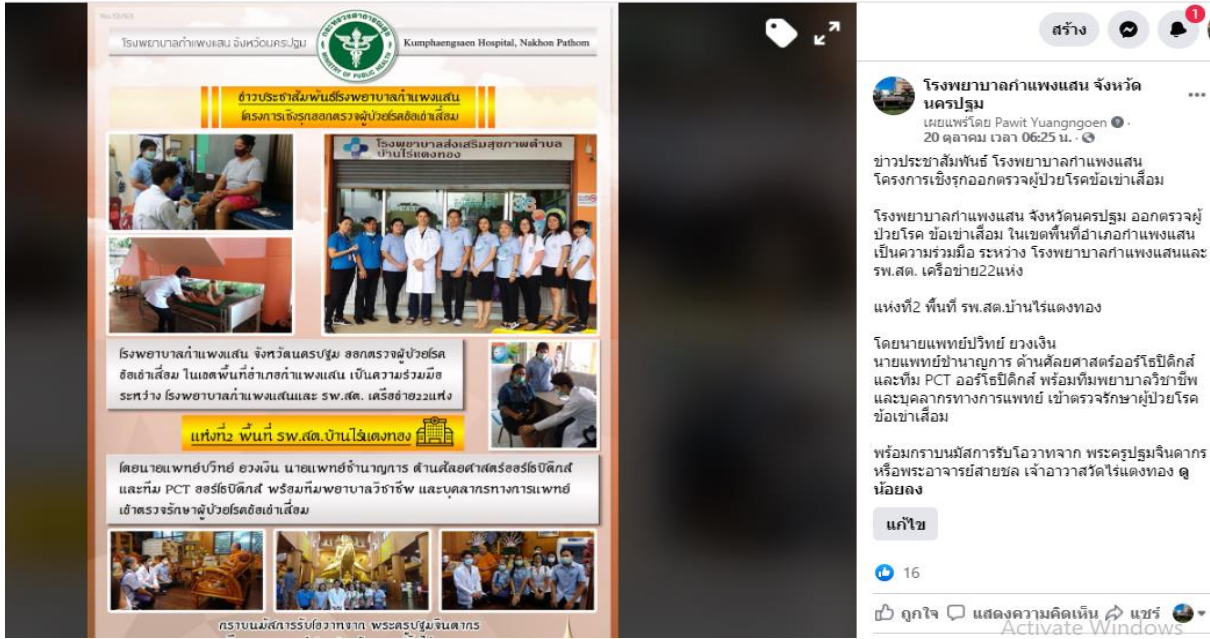 No.12/63
โรงพยาบาลกำแพงแสน จังหวัดนครปฐม
กระทรวงสาธารณสุข
MINISTRY OF PUBLIC HEALTH
Kumphaengsaen Hospital, Nakhon Pathom
ข่าวประชาสัมพันธ์โรงพยาบาลกำแพงแสน
โครงการเชิงรุกออกตรวจผู้ป่วยโรคข้อเข่าเสื่อม
โรงพยาบาลส่งเสริมสุขภาพตำบล
บ้านไร่แตงทอง
โรงพยาบาลกำแพงแสน จังหวัดนครปฐม ออกตรวจผู้ป่วยโรค
ข้อเข่าเสื่อม ในเขตพื้นที่อำเภอกำแพงแสน เป็นความร่วมมือ
ระหว่าง โรงพยาบาลกำแพงแสนและ รพ.สต. เครือข่าย22แห่ง
แห่งที่2 พื้นที่ รพ.สต.บ้านไร่แตงทอง
โดยนายแพทย์ปวิทย์ ยวงเงิน นายแพทย์ชำนาญการ ด้านศัลยศาสตร์ออร์โธปิดิกส์
และทีม PCT ออร์โธปิดิกส์ พร้อมทีมพยาบาลวิชาชีพ และบุคลากรทางการแพทย์
เข้าตรวจรักษาผู้ป่วยโรคข้อเข่าเสื่อม
กราบนมัสการรับโอวาทจาก พระครูปฐมจินดากร
สร้าง
1
โรงพยาบาลกำแพงแสน จังหวัด
นครปฐม
เผยแพร่โดย Pawit Yuangngoen
20 ตุลาคม เวลา 06:25 น.
ข่าวประชาสัมพันธ์ โรงพยาบาลกำแพงแสน
โครงการเชิงรุกออกตรวจผู้ป่วยโรคข้อเข่าเสื่อม
โรงพยาบาลกำแพงแสน จังหวัดนครปฐม ออกตรวจผู้
ป่วยโรค ข้อเข่าเสื่อม ในเขตพื้นที่อำเภอกำแพงแสน
เป็นความร่วมมือ ระหว่าง โรงพยาบาลกำแพงแสนและ
รพ.สต. เครือข่าย22แห่ง
แห่งที่2 พื้นที่ รพ.สต.บ้านไร่แตงทอง
โดยนายแพทย์ปวิทย์ ยวงเงิน
นายแพทย์ชำนาญการ ด้านศัลยศาสตร์ออร์โธปิดิกส์
และทีม PCT ออร์โธปิดิกส์ พร้อมทีมพยาบาลวิชาชีพ
และบุคลากรทางการแพทย์ เข้าตรวจรักษาผู้ป่วยโรค
ข้อเข่าเสื่อม
พร้อมกราบนมัสการรับโอวาทจาก พระครูปฐมจินดากร
หรือพระอาจารย์สายชล เจ้าอาวาสวัดไร่แตงทอง ดู
น้อยลง
แก้ไข
16
ถูกใจ แสดงความคิดเห็น แชร์
Activate Windows